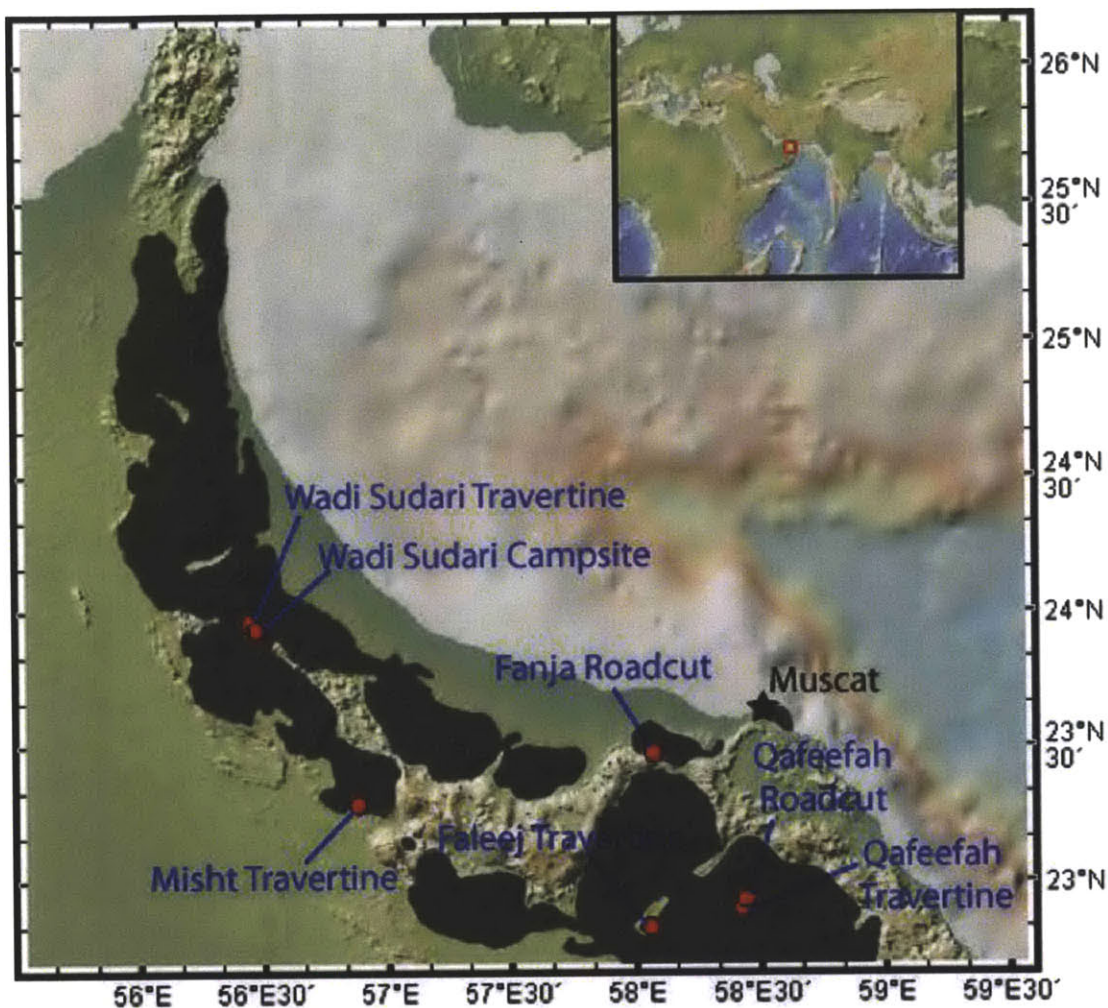 26°N
25°N
30´
25°N
24°N
30´
Wadi Sudari Travertine
Wadi Sudari Campsite
24°N
Fanja Roadcut
Muscat
23°N
30´
Qafeefah
Roadcut
Faleej
Qafeefah
Travertine
Misht Travertine
23°N
56°E
56°E30´
57°E
57°E30´
58°E
58°E30´
59°E
59°E30´